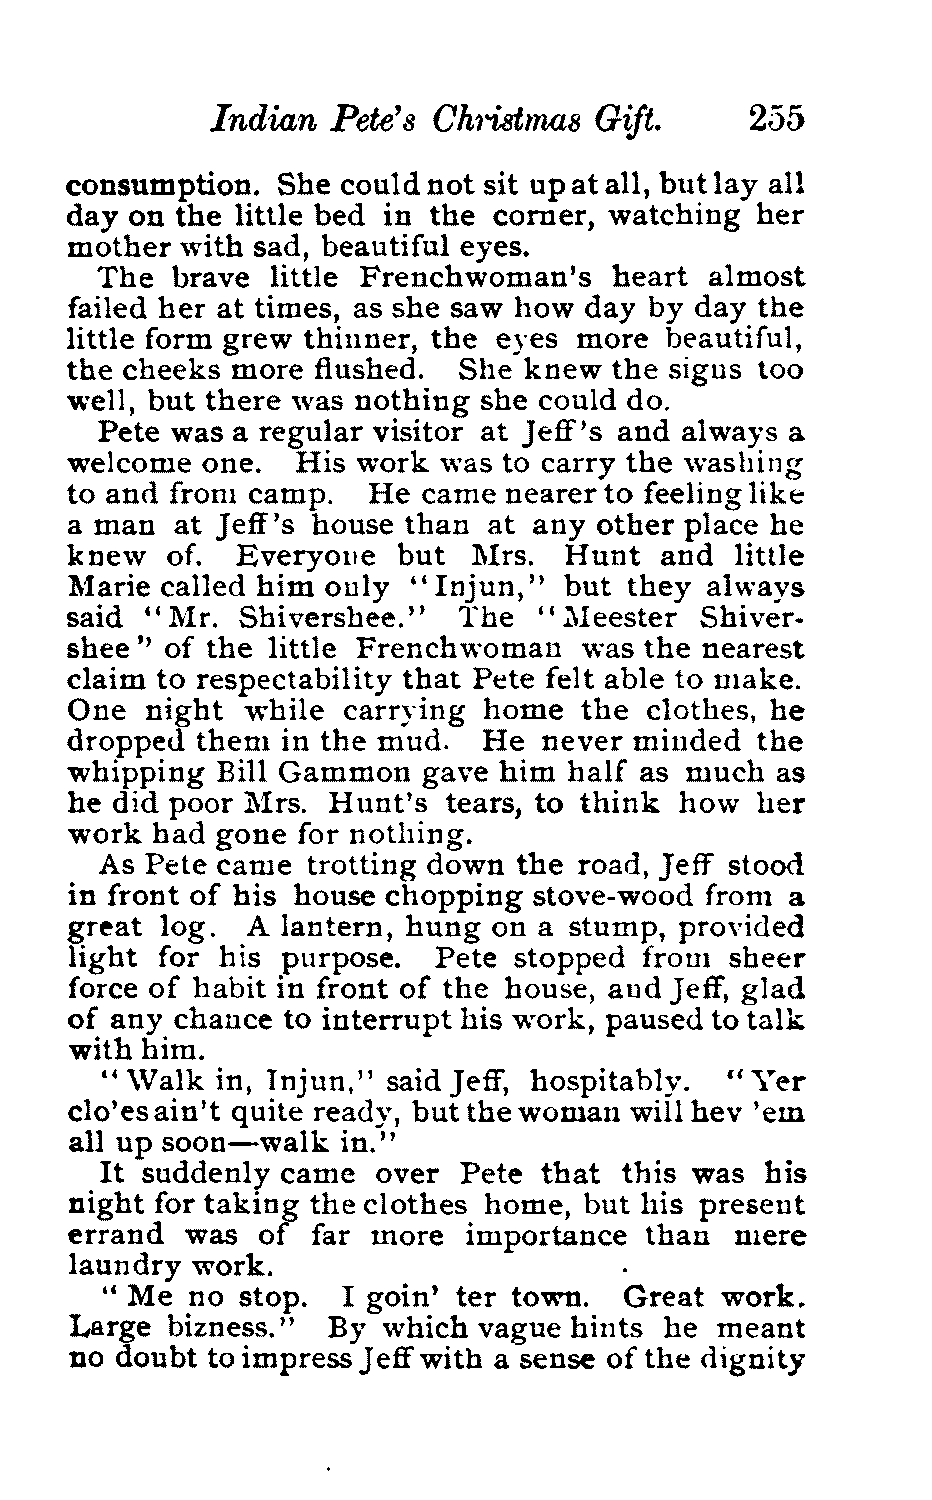 Indian Pete's Christmas Gift. 255
consumption. She could not sit up at all, but lay all
day on the little bed in the corner, watching her
mother with sad, beautiful eyes.
The brave little Frenchwoman's heart almost
failed her at times, as she saw how day by day the
little form grew thinner, the eyes more beautiful,
the cheeks more flushed. She knew the signs too
well, but there was nothing she could do.
Pete was a regular visitor at Jeff's and always a
welcome one. His work was to carry the washing
to and from camp. He came nearer to feeling like
a man at Jeff's house than at any other place he
knew of. Everyone but Mrs. Hunt and little
Marie called him only "Injun," but they always
said "Mr. Shivershee." The "Meester Shiver-
shee" of the little Frenchwoman was the nearest
claim to respectability that Pete felt able to make.
One night while carrying home the clothes, he
dropped them in the mud. He never minded the
whipping Bill Gammon gave him half as much as
he did poor Mrs. Hunt's tears, to think how her
work had gone for nothing.
As Pete came trotting down the road, Jeff stood
in front of his house chopping stove-wood from a
great log. A lantern, hung on a stump, provided
light for his purpose. Pete stopped from sheer
force of habit in front of the house, and Jeff, glad
of any chance to interrupt his work, paused to talk
with him.
"Walk in, Injun," said Jeff, hospitably. "Yer
clo'es ain't quite ready, but the woman will hev 'em
all up soon—walk in."
It suddenly came over Pete that this was his
night for taking the clothes home, but his present
errand was of far more importance than mere
laundry work.
"Me no stop. I goin' ter town. Great work.
Large bizness." By which vague hints he meant
no doubt to impress Jeff with a sense of the dignity